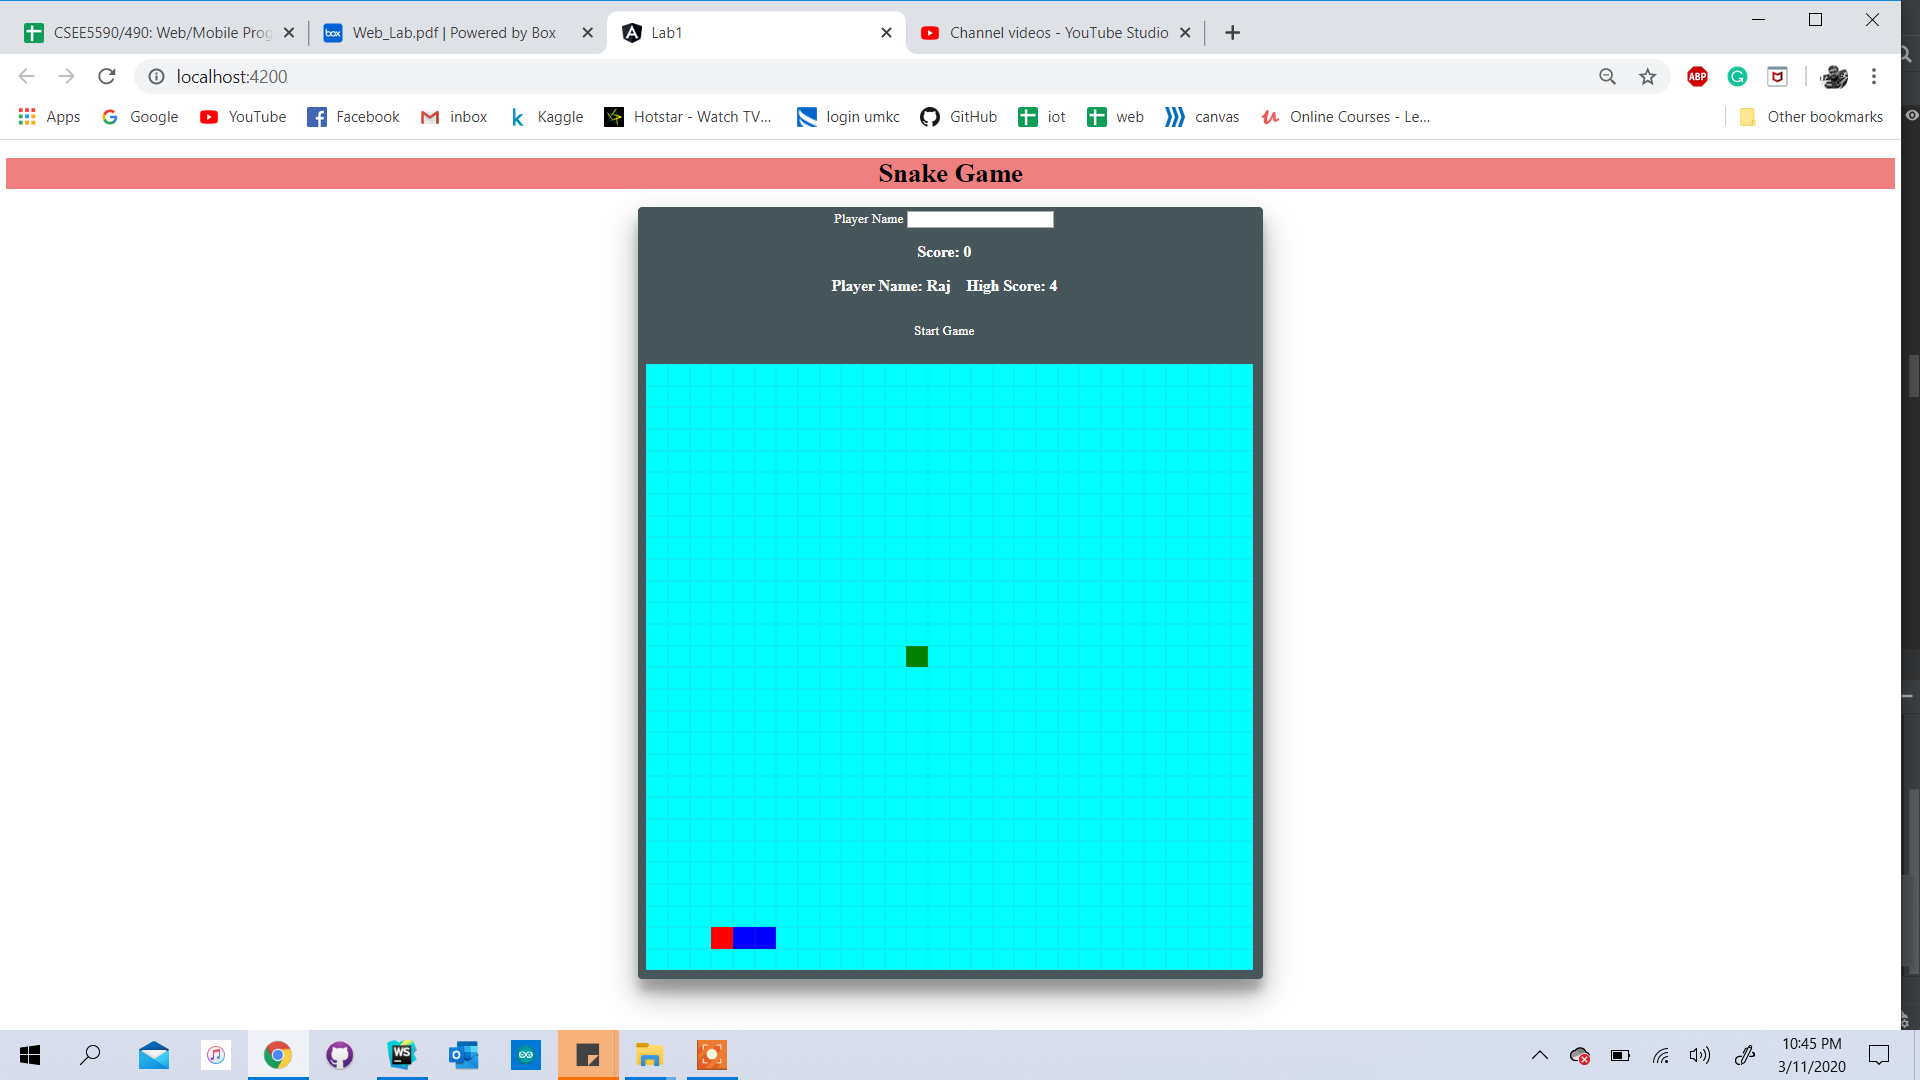 CSEE5590/490: Web/Mobile Prog
Web_Lab.pdf | Powered by Box
Lab1
Channel videos - YouTube Studio
localhost:4200
ABP
Apps
Google
YouTube
Facebook
inbox
Kaggle
Hotstar - Watch TV...
login umkc
GitHub
iot
web
canvas
Online Courses - Le...
Other bookmarks
Snake Game
Player Name
Score: 0
Player Name: Raj High Score: 4
Start Game
WS
10:45 PM
3/11/2020